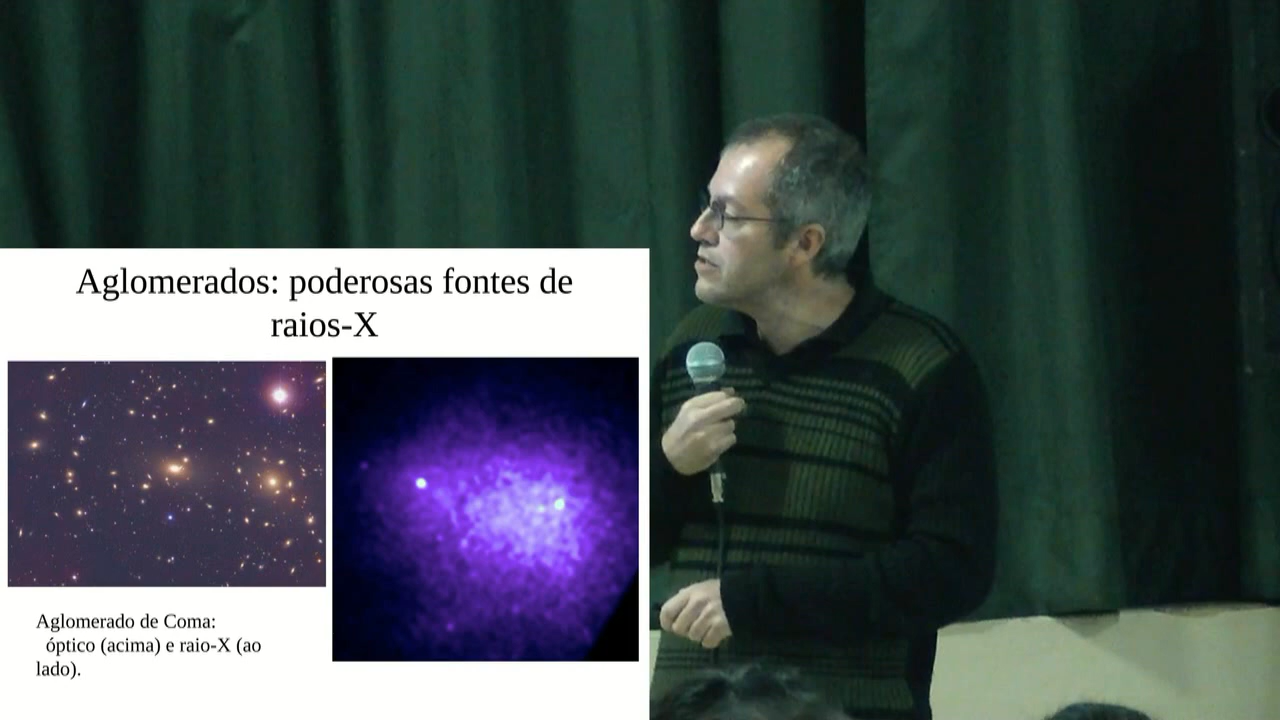 Aglomerados: poderosas fontes de
raios-X
Aglomerado de Coma:
óptico (acima) e raio-X (ao
lado).